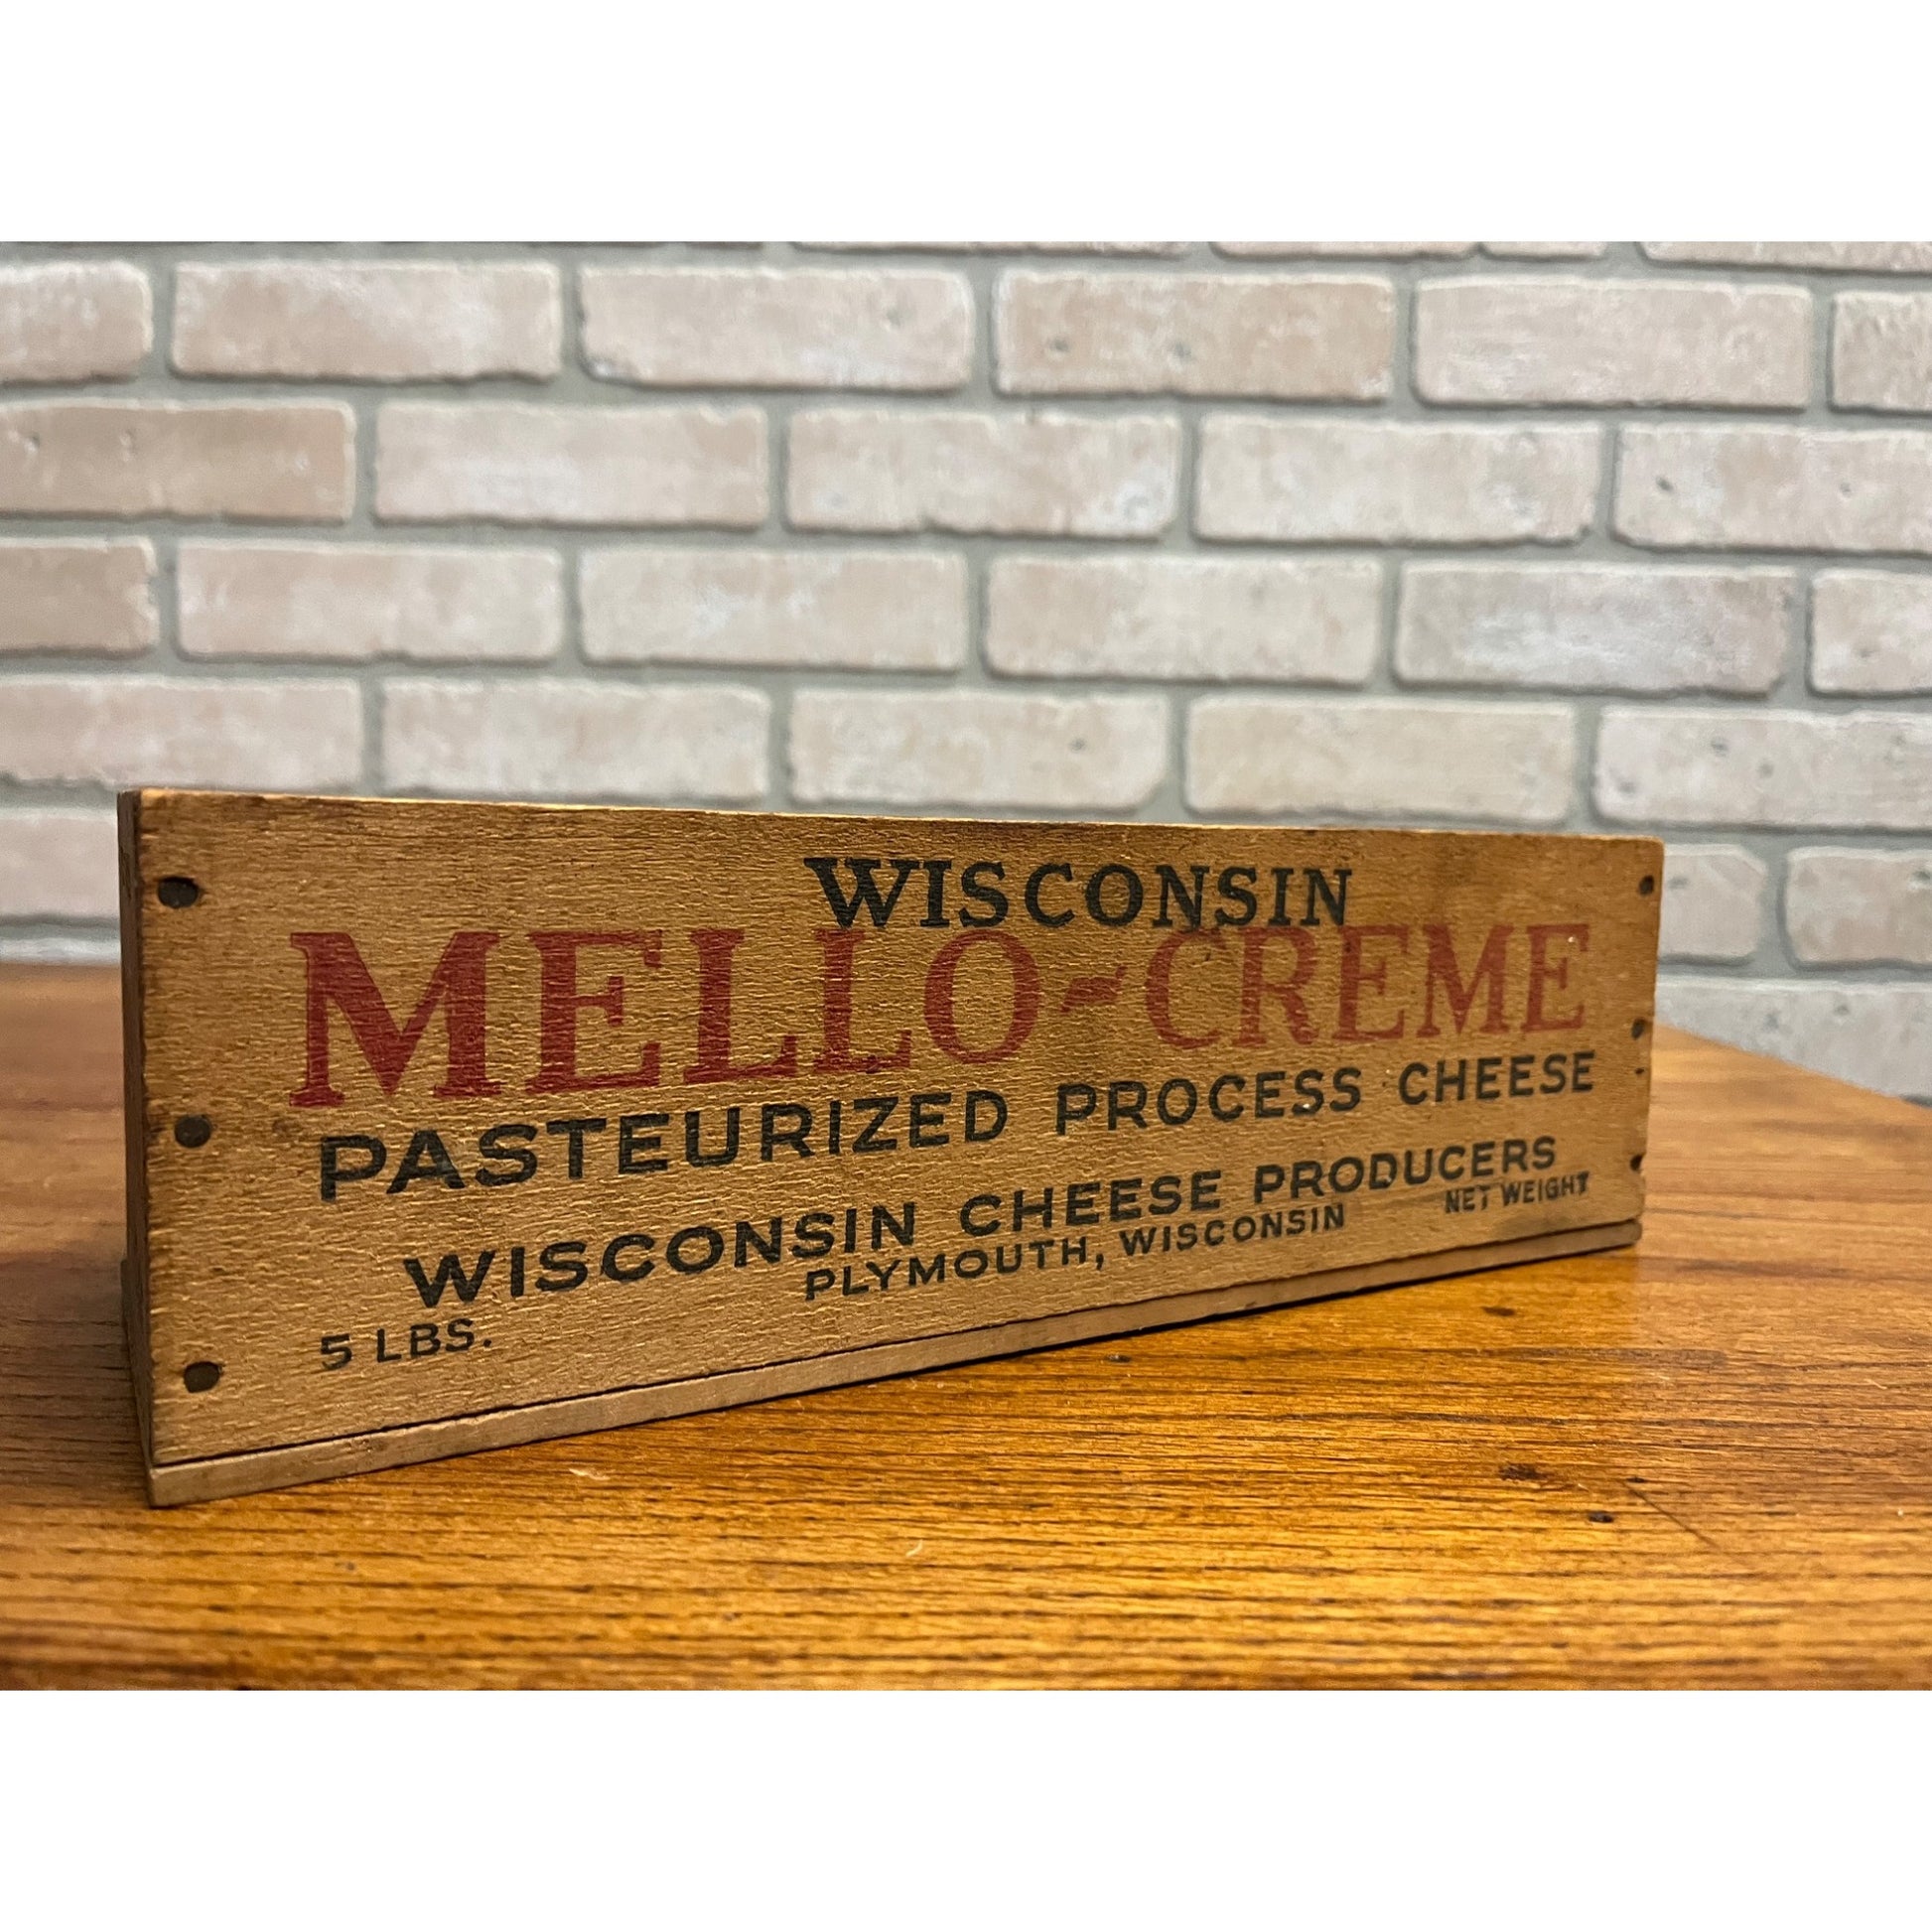 WISCONSIN
MELLO-CREME
PASTEURIZED PROCESS CHEESE
WISCONSIN CHEESE PRODUCERS
PLYMOUTH, WISCONSIN
5 LBS. NET WEIGHT